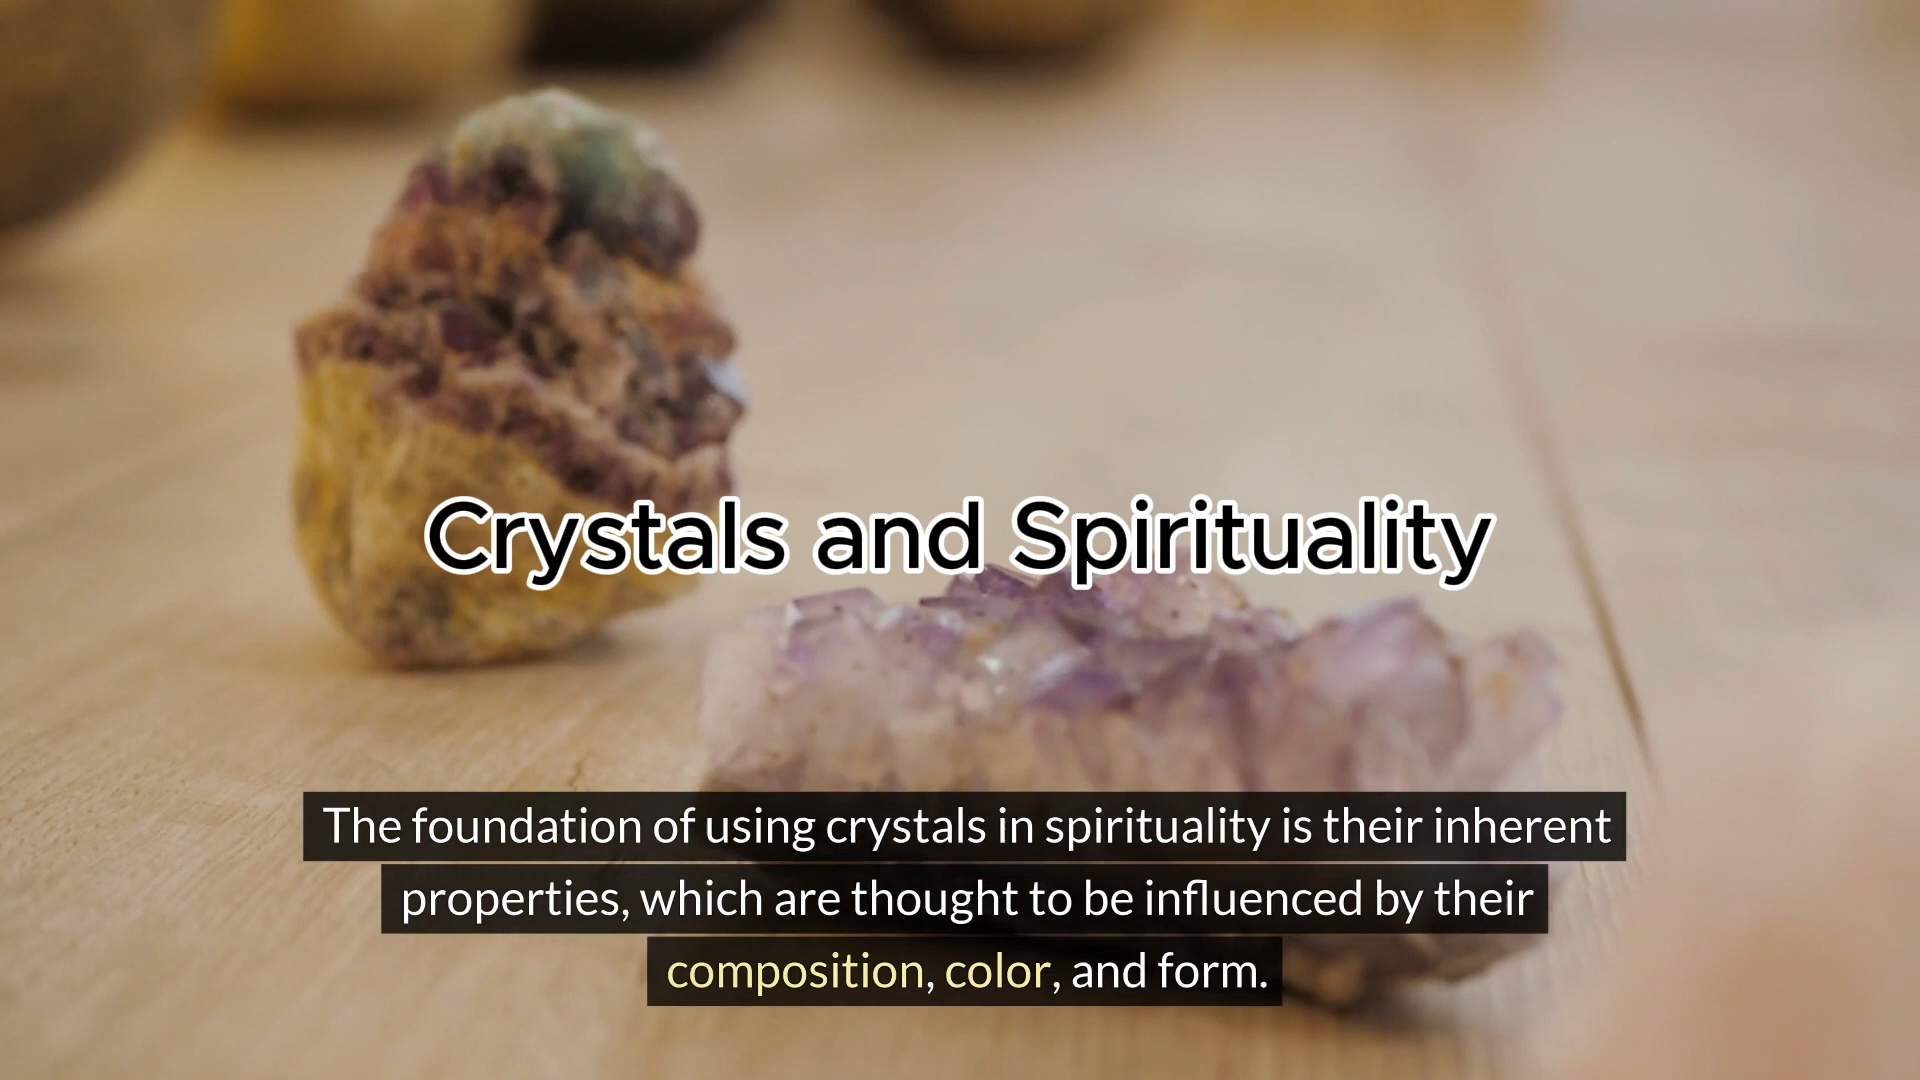 Crystals and Spirituality
The foundation of using crystals in spirituality is their inherent
properties, which are thought to be influenced by their
composition, color, and form.